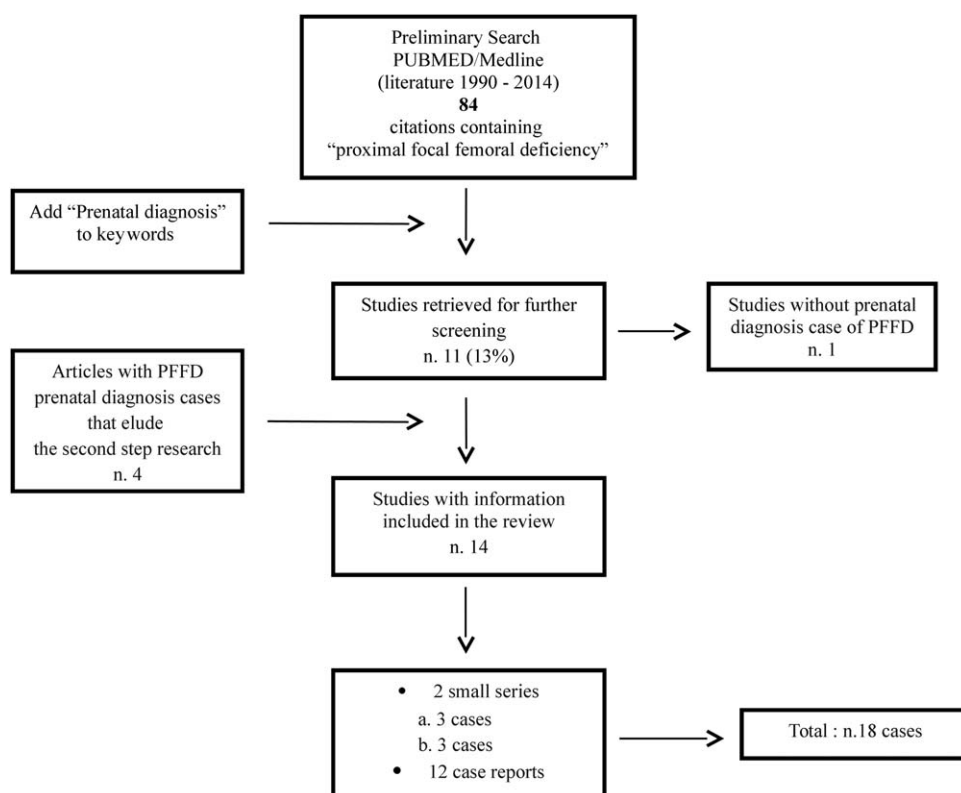 Preliminary Search
PUBMED/Medline
(literature 1990 - 2014)
84
citations containing
“proximal focal femoral deficiency”
Add “Prenatal diagnosis”
to keywords
Studies retrieved for further
screening
n. 11 (13%)
Studies without prenatal
diagnosis case of PFFD
n. 1
Articles with PFFD
prenatal diagnosis cases
that elude
the second step research
n. 4
Studies with information
included in the review
n. 14
• 2 small series
a. 3 cases
b. 3 cases
• 12 case reports
Total : n.18 cases